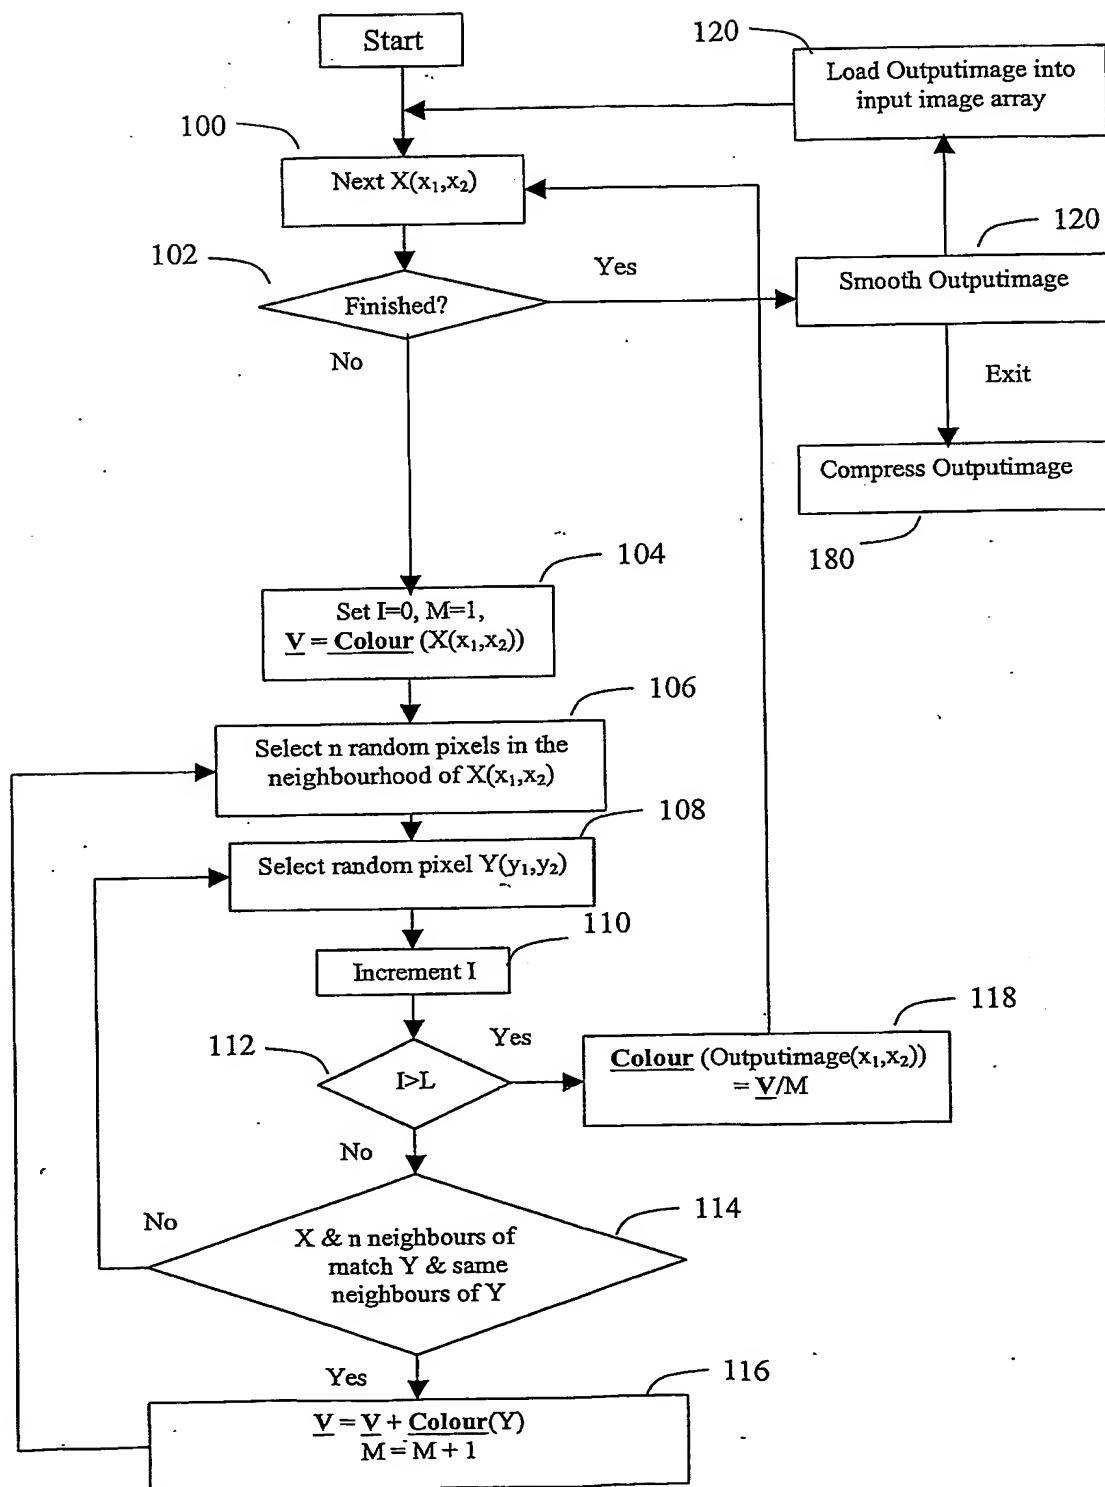 Start
120
Load Outputimage into
input image array
100
Next X(x₁,x₂)
120
102
Finished?
Yes
Smooth Outputimage
No
Exit
Compress Outputimage
180
104
Set I=0, M=1,
V = Colour (X(x₁,x₂))
106
Select n random pixels in the
neighbourhood of X(x₁,x₂)
108
Select random pixel Y(y₁,y₂)
110
Increment I
112
I>L
Yes
118
Colour (Outputimage(x₁,x₂))
= V/M
No
No
114
X & n neighbours of
match Y & same
neighbours of Y
Yes
116
V = V + Colour(Y)
M = M + 1